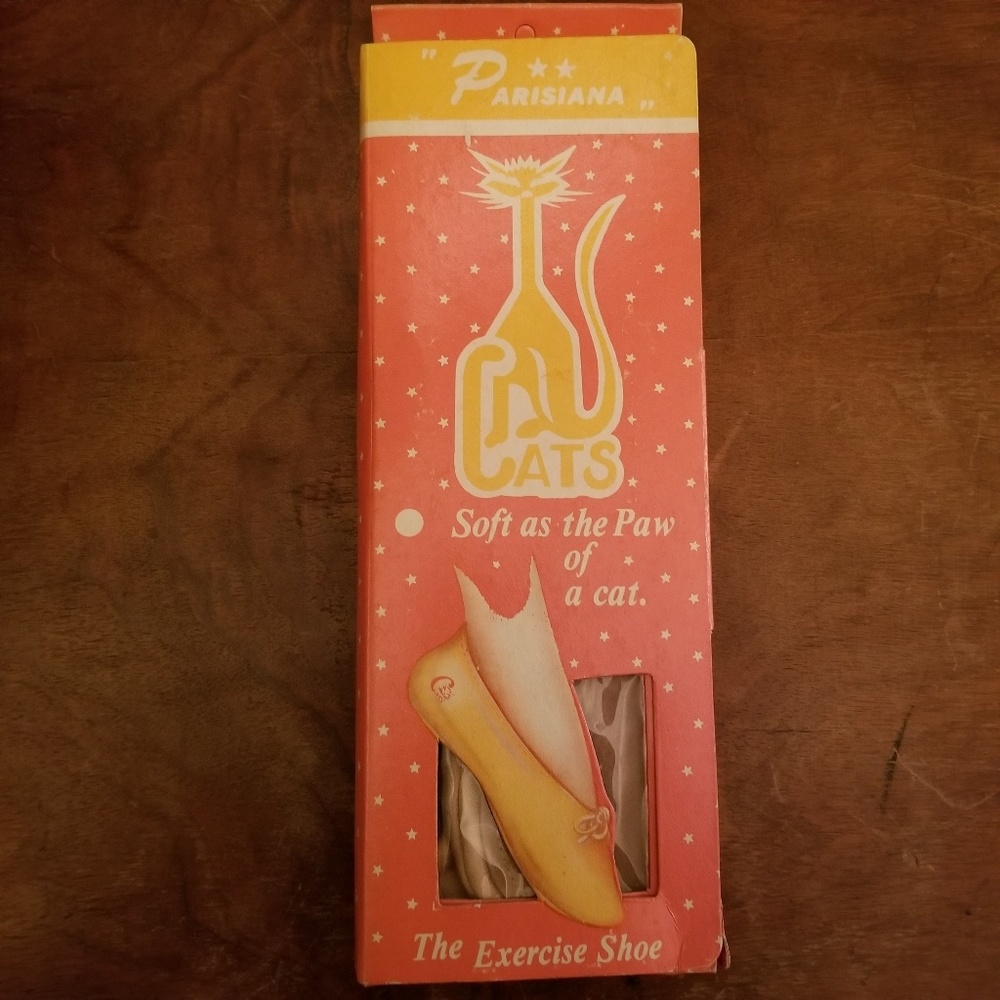 " PARISIANA „
CATS
Soft as the Paw
of
a cat.
The Exercise Shoe